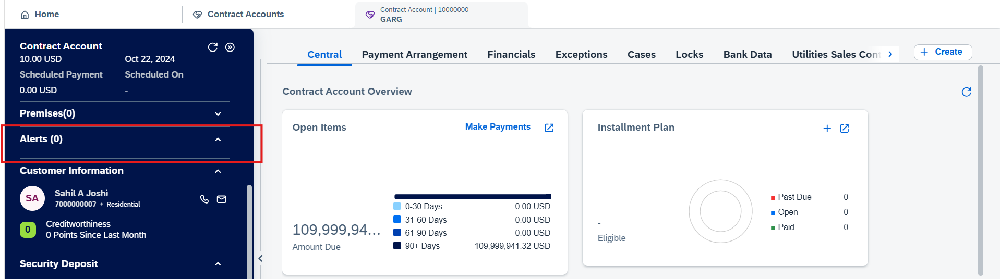 Home
Contract Accounts
Contract Account | 10000000
GARG
Contract Account
10.00 USD Oct 22, 2024
Scheduled Payment Scheduled On
0.00 USD -
Premises(0)
Alerts (0)
Customer Information
SA
Sahil A Joshi
7000000007 • Residential
0
Creditworthiness
0 Points Since Last Month
Security Deposit
Central Payment Arrangement Financials Exceptions Cases Locks Bank Data Utilities Sales Cont
+ Create
Contract Account Overview
Open Items Make Payments
109,999,94...
Amount Due
0-30 Days 0.00 USD
31-60 Days 0.00 USD
61-90 Days 0.00 USD
90+ Days 109,999,941.32 USD
Installment Plan
-
Eligible
Past Due 0
Open 0
Paid 0